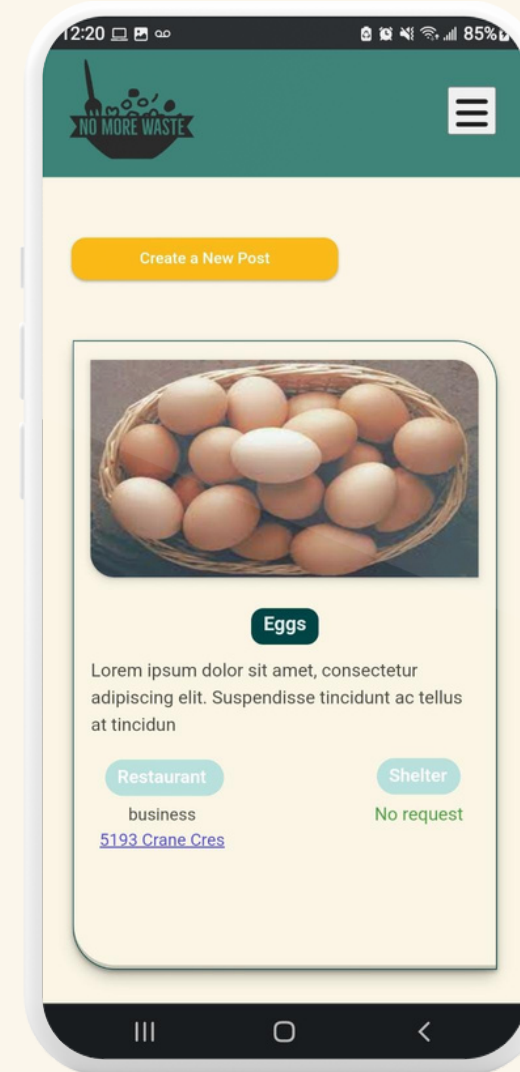 12:20
85%
NO MORE WASTE
Create a New Post
Eggs
Lorem ipsum dolor sit amet, consectetur
adipiscing elit. Suspendisse tincidunt ac tellus
at tincidun
Restaurant
Shelter
business
No request
5193 Crane Cres